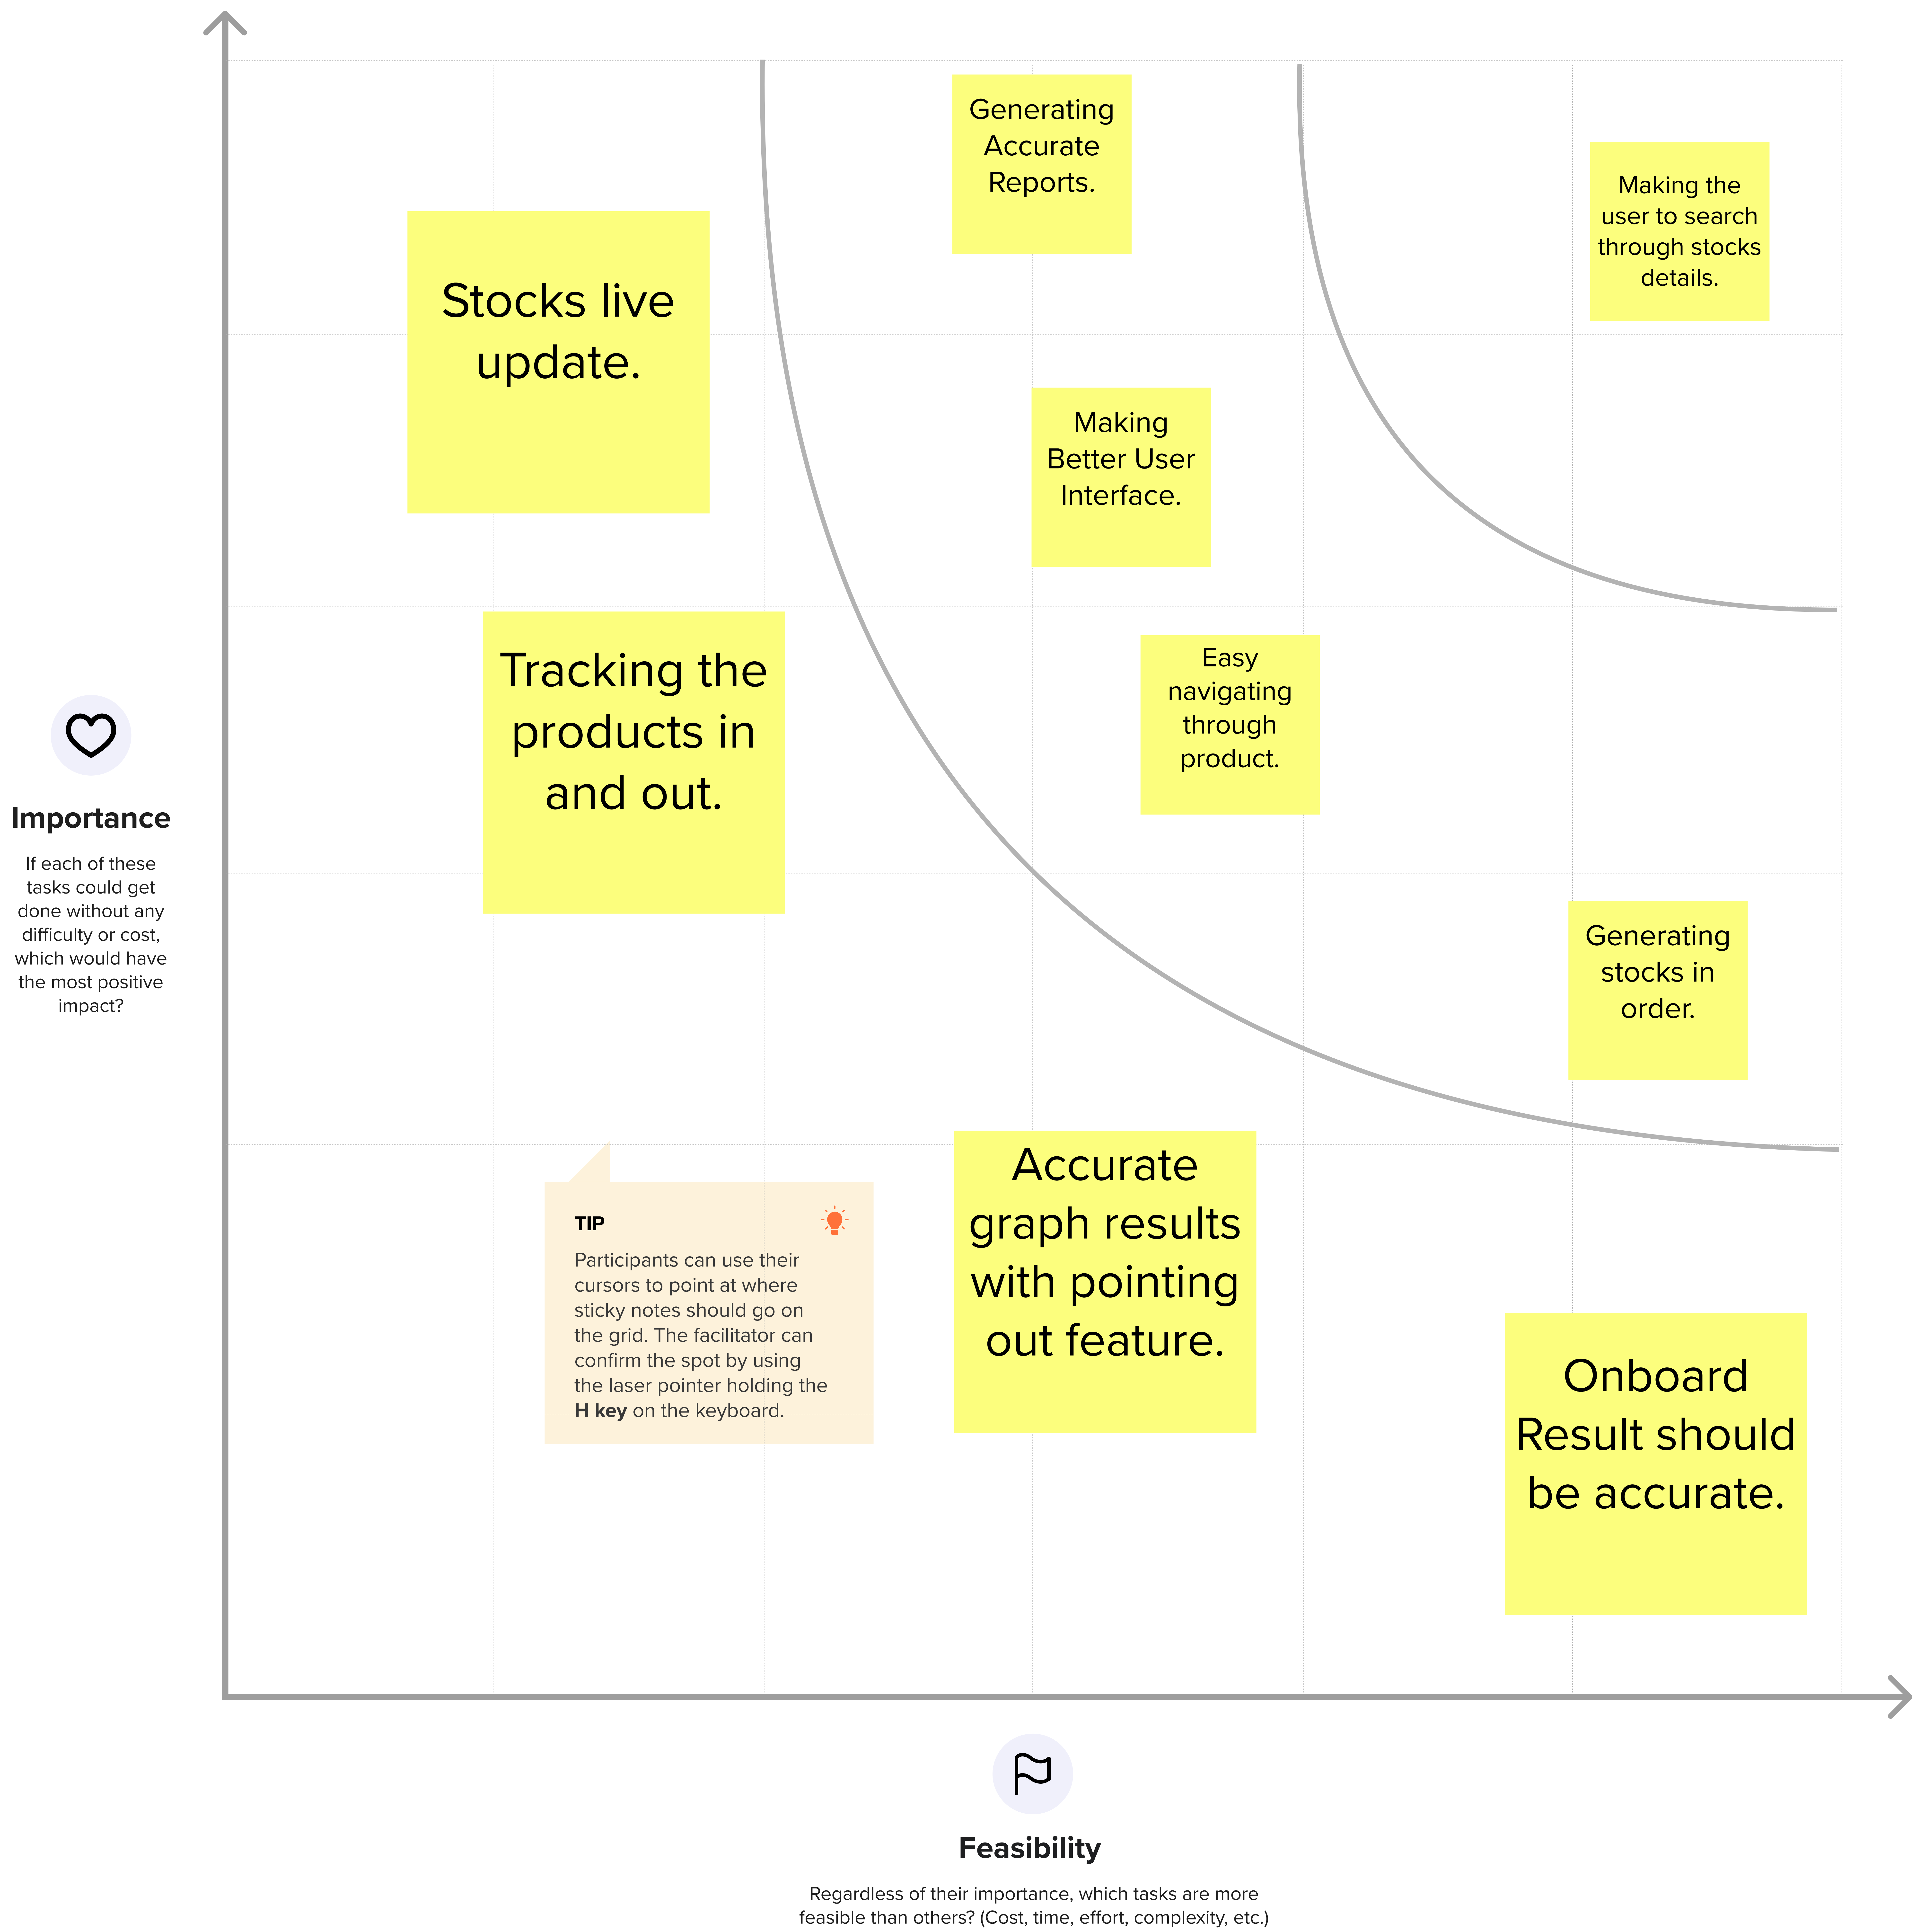 Generating
Accurate
Reports.
Making the
user to search
through stocks
details.
Stocks live
update.
Making
Better User
Interface.
Tracking the
products in
and out.
Easy
navigating
through
product.
Importance
If each of these
tasks could get
done without any
difficulty or cost,
which would have
the most positive
impact?
Generating
stocks in
order.
Accurate
graph results
with pointing
out feature.
TIP
Participants can use their
cursors to point at where
sticky notes should go on
the grid. The facilitator can
confirm the spot by using
the laser pointer holding the
H key on the keyboard.
Onboard
Result should
be accurate.
Feasibility
Regardless of their importance, which tasks are more
feasible than others? (Cost, time, effort, complexity, etc.)